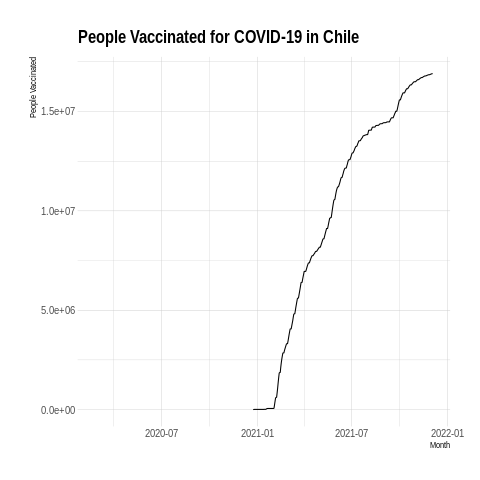 People Vaccinated for COVID-19 in Chile
People Vaccinated
1.5e+07
1.0e+07
5.0e+06
0.0e+00
2020-07 2021-01 2021-07 2022-01
Month